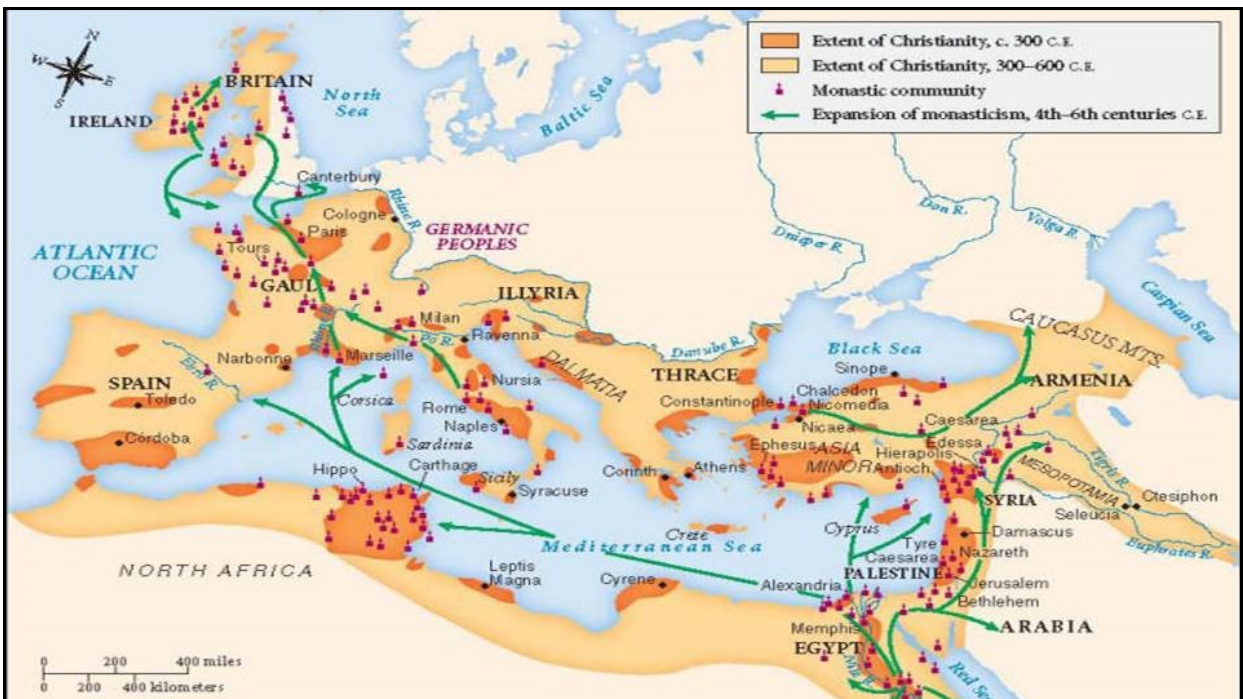 N
W
E
S
Extent of Christianity, c. 300 C.E.
Extent of Christianity, 300–600 C.E.
Monastic community
Expansion of monasticism, 4th–6th centuries C.E.
BRITAIN
IRELAND
North
Sea
Baltic Sea
Canterbury
Cologne
Rhine R.
Paris
GERMANIC
PEOPLES
Don R.
Dnieper R.
Volga R.
ATLANTIC
OCEAN
Tours
GAUL
ILLYRIA
Caspian Sea
Milan
Po R.
Ravenna
CAUCASUS MTS.
Narbonne
Marseille
Danube R.
Black Sea
Sinope
Ebro R.
SPAIN
Toledo
Corsica
Nursia
DALMATIA
THRACE
Chalcedon
ARMENIA
Constantinople
Nicomedia
Rome
Naples
Nicaea
Caesarea
Córdoba
Sardinia
Ephesus
ASIA
MINOR
Edessa
Hierapolis
Antioch
MESOPOTAMIA
Tigris R.
Hippo
Carthage
Sicily
Syracuse
Corinth
Athens
SYRIA
Ctesiphon
Seleucia
Crete
Cyprus
Damascus
Euphrates R.
Mediterranean Sea
Tyre
Caesarea
Nazareth
NORTH AFRICA
Leptis
Magna
Cyrene
Alexandria
PALESTINE
Jerusalem
Bethlehem
Memphis
ARABIA
EGYPT
0 200 400 miles
0 200 400 kilometers